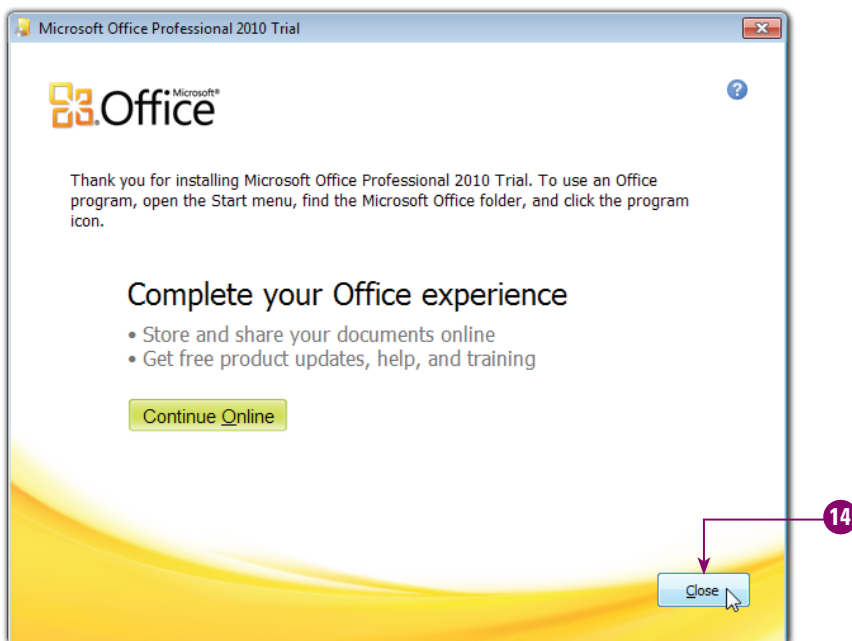 Microsoft Office Professional 2010 Trial
Microsoft®
Office
?
Thank you for installing Microsoft Office Professional 2010 Trial. To use an Office
program, open the Start menu, find the Microsoft Office folder, and click the program
icon.
Complete your Office experience
• Store and share your documents online
• Get free product updates, help, and training
Continue Online
14
Close